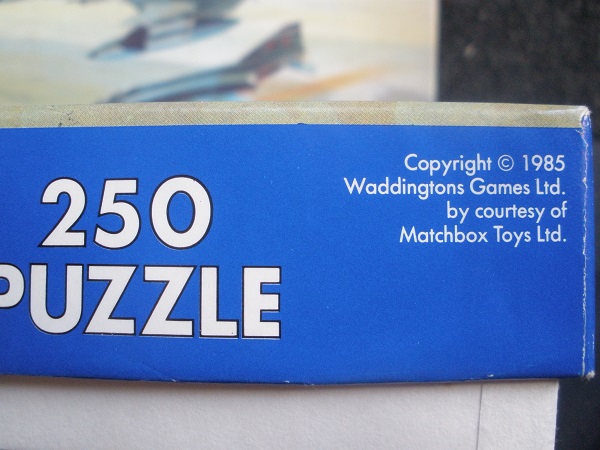 250
PUZZLE
Copyright © 1985
Waddingtons Games Ltd.
by courtesy of
Matchbox Toys Ltd.